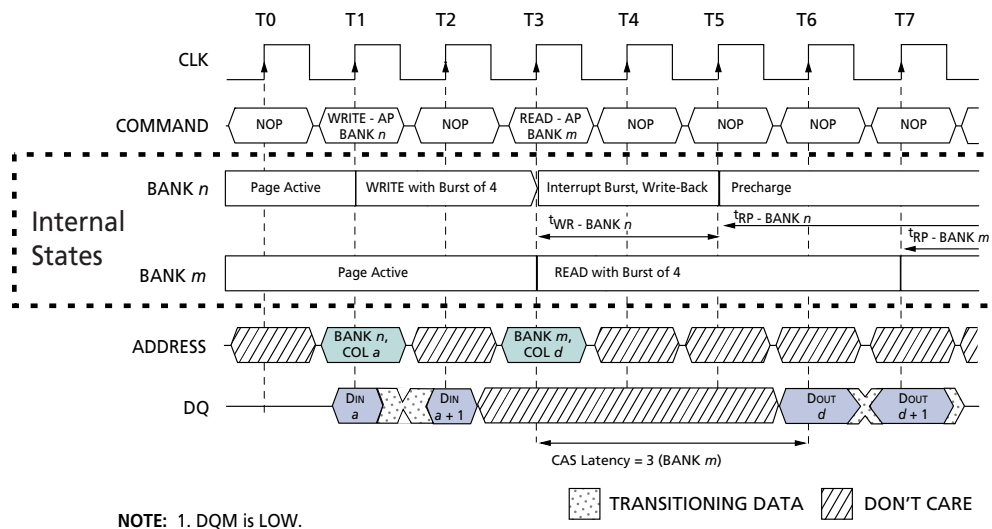 T0 T1 T2 T3 T4 T5 T6 T7
CLK
COMMAND
NOP
WRITE - AP
BANK n
NOP
READ - AP
BANK m
NOP
NOP
NOP
NOP
Internal
States
BANK n
Page Active
WRITE with Burst of 4
Interrupt Burst, Write-Back
Precharge
tWR - BANK n
tRP - BANK n
tRP - BANK m
BANK m
Page Active
READ with Burst of 4
ADDRESS
BANK n,
COL a
BANK m,
COL d
DQ
DIN
a
DIN
a + 1
DOUT
d
DOUT
d + 1
CAS Latency = 3 (BANK m)
TRANSITIONING DATA
DON'T CARE
NOTE: 1. DQM is LOW.